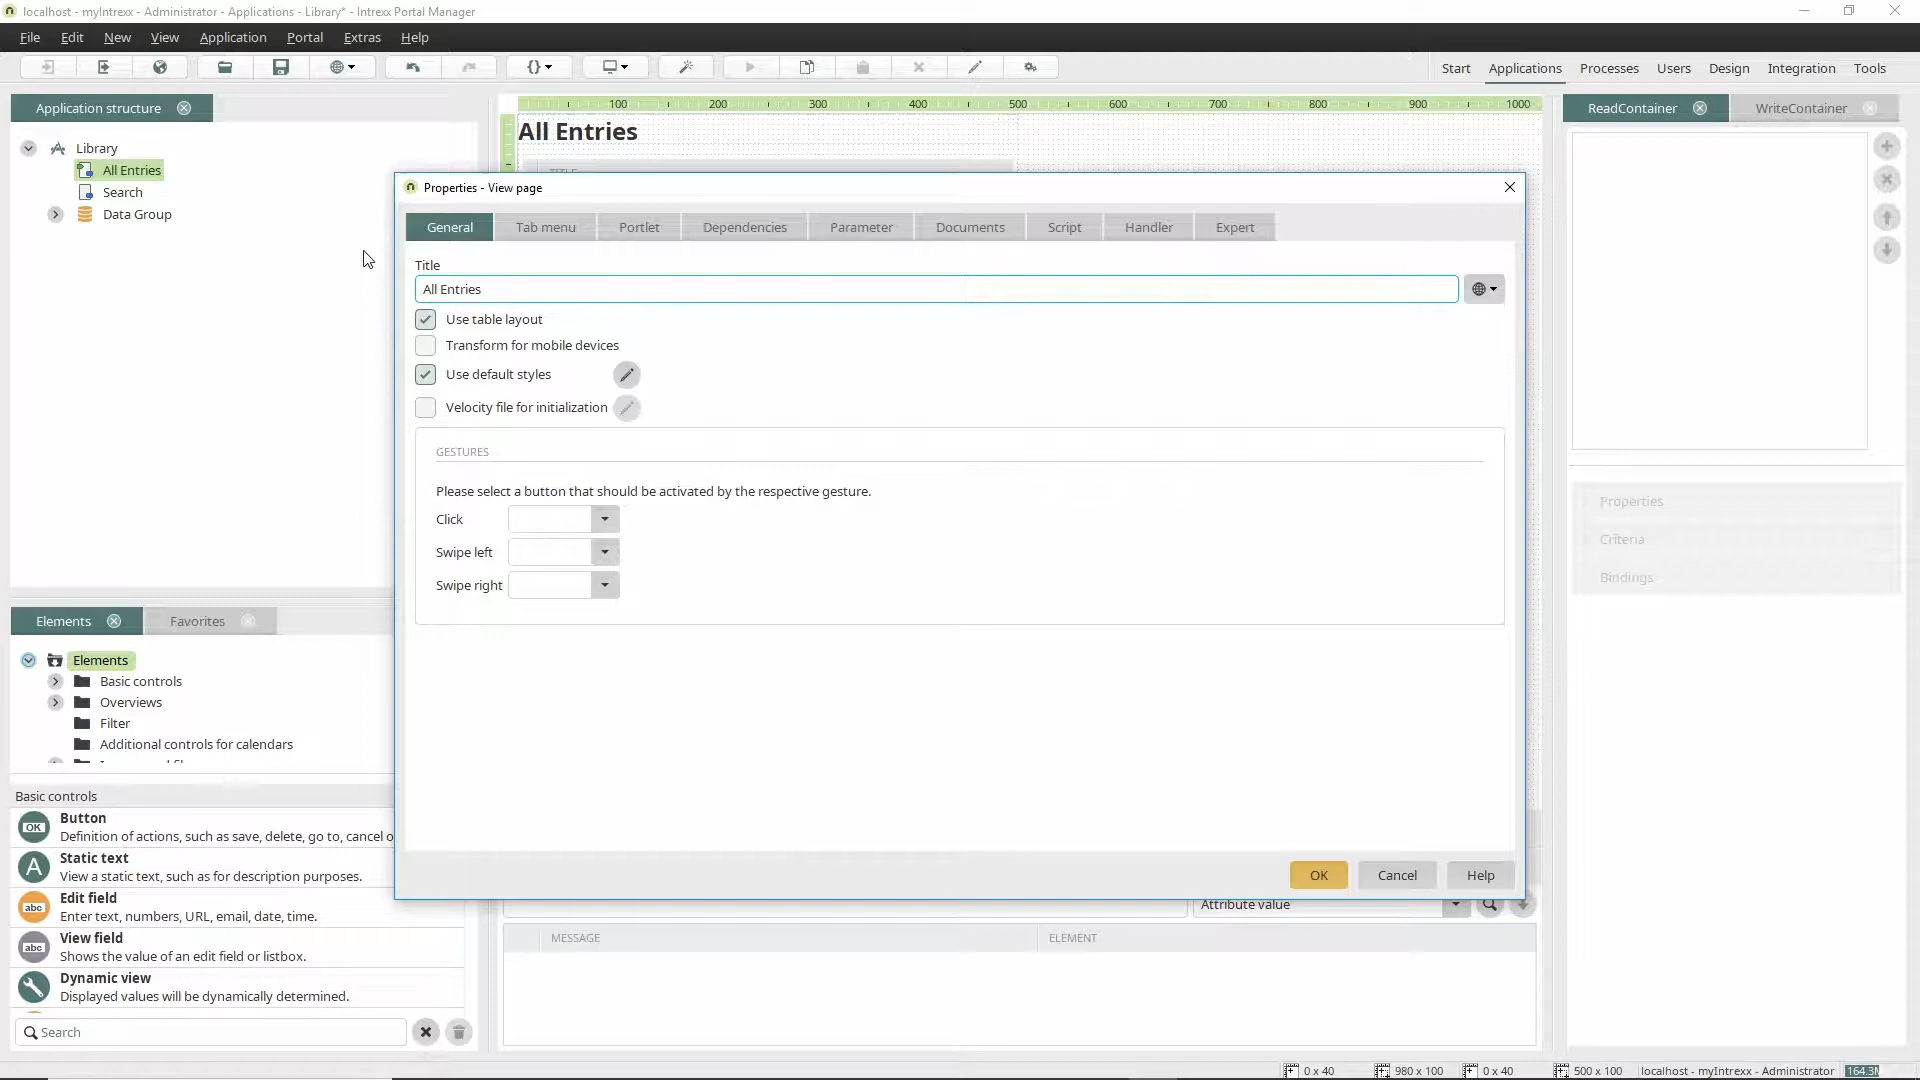 localhost - myIntrexx - Administrator - Applications - Library* - Intrexx Portal Manager
File Edit New View Application Portal Extras Help
Start Applications Processes Users Design Integration Tools
Application structure
Library
All Entries
Search
Data Group
100 200 300 400 500 600 700 800 900 1000
All Entries
Properties - View page
General Tab menu Portlet Dependencies Parameter Documents Script Handler Expert
Title
All Entries
Use table layout
Transform for mobile devices
Use default styles
Velocity file for initialization
GESTURES
Please select a button that should be activated by the respective gesture.
Click
Swipe left
Swipe right
OK Cancel Help
ReadContainer WriteContainer
Properties
Criteria
Bindings
Elements Favorites
Elements
Basic controls
Overviews
Filter
Additional controls for calendars
Basic controls
OK Button
Definition of actions, such as save, delete, go to, cancel o
A Static text
View a static text, such as for description purposes.
abc Edit field
Enter text, numbers, URL, email, date, time.
abc View field
Shows the value of an edit field or listbox.
Dynamic view
Displayed values will be dynamically determined.
Search
Attribute value
MESSAGE ELEMENT
0 x 40 980 x 100 0 x 40 500 x 100 localhost - myIntrexx - Administrator 164.3M